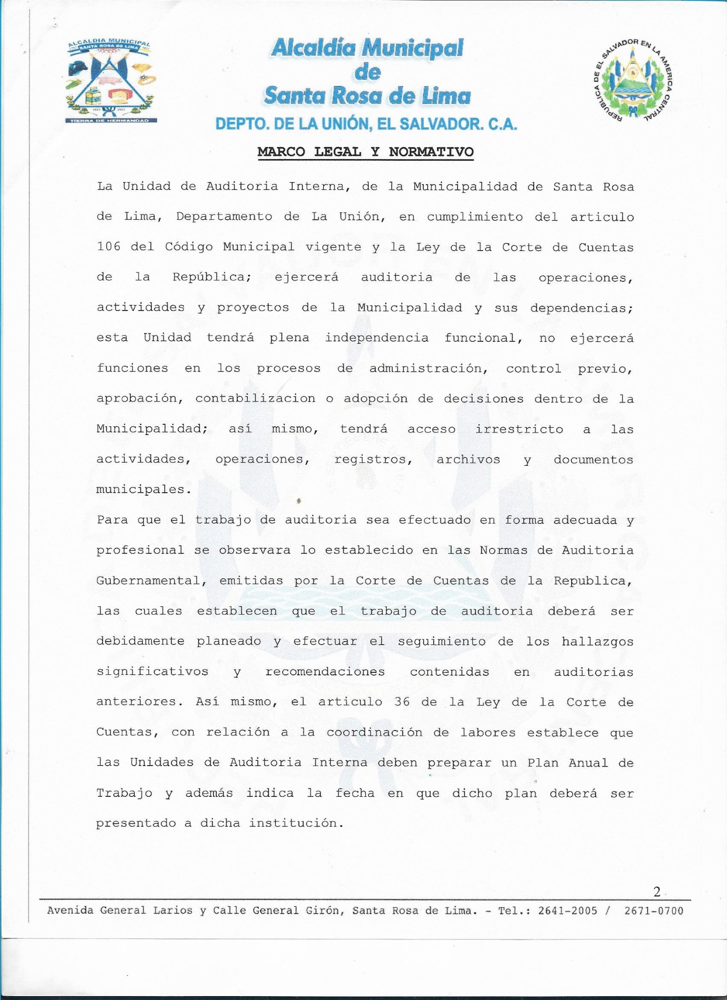 ALCALDIA MUNICIPAL
SANTA ROSA DE LIMA
TIERRA DE HERMANDAD
Alcaldía Municipal
de
Santa Rosa de Lima
DEPTO. DE LA UNIÓN, EL SALVADOR. C.A.
REPUBLICA DE EL SALVADOR EN LA AMERICA CENTRAL
MARCO LEGAL Y NORMATIVO
La Unidad de Auditoria Interna, de la Municipalidad de Santa Rosa
de Lima, Departamento de La Unión, en cumplimiento del articulo
106 del Código Municipal vigente y la Ley de la Corte de Cuentas
de la República; ejercerá auditoria de las operaciones,
actividades y proyectos de la Municipalidad y sus dependencias;
esta Unidad tendrá plena independencia funcional, no ejercerá
funciones en los procesos de administración, control previo,
aprobación, contabilizacion o adopción de decisiones dentro de la
Municipalidad; así mismo, tendrá acceso irrestricto a las
actividades, operaciones, registros, archivos y documentos
municipales.
Para que el trabajo de auditoria sea efectuado en forma adecuada y
profesional se observara lo establecido en las Normas de Auditoria
Gubernamental, emitidas por la Corte de Cuentas de la Republica,
las cuales establecen que el trabajo de auditoria deberá ser
debidamente planeado y efectuar el seguimiento de los hallazgos
significativos y recomendaciones contenidas en auditorias
anteriores. Así mismo, el articulo 36 de la Ley de la Corte de
Cuentas, con relación a la coordinación de labores establece que
las Unidades de Auditoria Interna deben preparar un Plan Anual de
Trabajo y además indica la fecha en que dicho plan deberá ser
presentado a dicha institución.
2
Avenida General Larios y Calle General Girón, Santa Rosa de Lima. - Tel.: 2641-2005 / 2671-0700